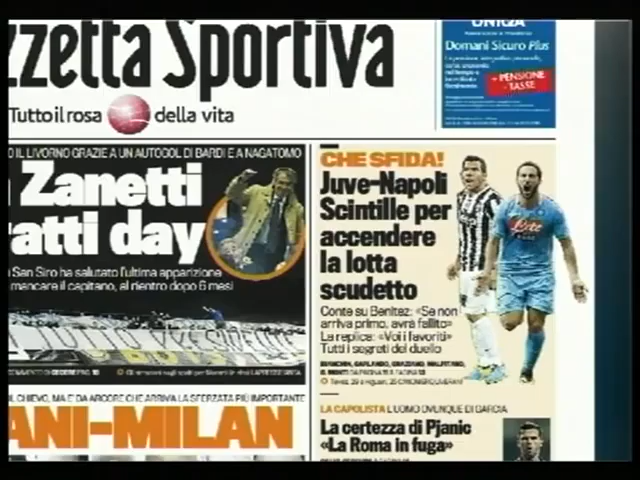 zzetta Sportiva
Tutto il rosa della vita
UNIQA
Domani Sicuro Plus
+ PENSIONE
- TASSE
O IL LIVORNO GRAZIE A UN AUTOGOL DI BARDI E A NAGATOMO
Zanetti
ratti day
San Siro ha salutato l'ultima apparizione
mancare il capitano, al rientro dopo 6 mesi
CHE SFIDA!
Juve-Napoli
Scintille per
accendere
la lotta
scudetto
Conte su Benitez: «Se non
arriva primo, avrà fallito»
La replica: «Voi i favoriti»
Tutti i segreti del duello
Lete
IL CHIEVO, MA È DA ARCORE CHE ARRIVA LA SFERZATA PIÙ IMPORTANTE
ANI-MILAN
LA CAPOLISTA L'UOMO OVUNQUE DI GARCIA
La certezza di Pjanic
«La Roma in fuga»